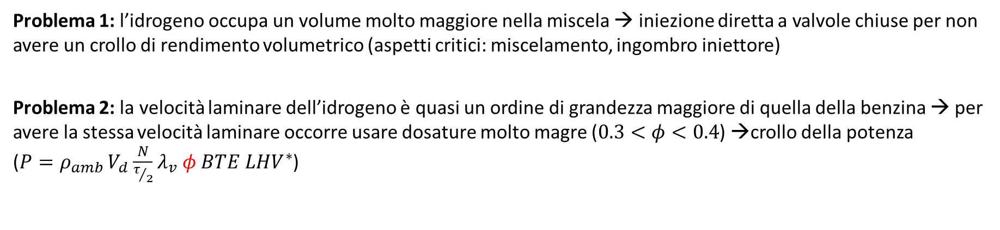 Problema 1: l'idrogeno occupa un volume molto maggiore nella miscela → iniezione diretta a valvole chiuse per non
avere un crollo di rendimento volumetrico (aspetti critici: miscelamento, ingombro iniettore)
Problema 2: la velocità laminare dell'idrogeno è quasi un ordine di grandezza maggiore di quella della benzina → per
avere la stessa velocità laminare occorre usare dosature molto magre (0.3 < ϕ < 0.4) →crollo della potenza
(P = ρ_amb V_d N/(τ/2) λ_v ϕ BTE LHV*)